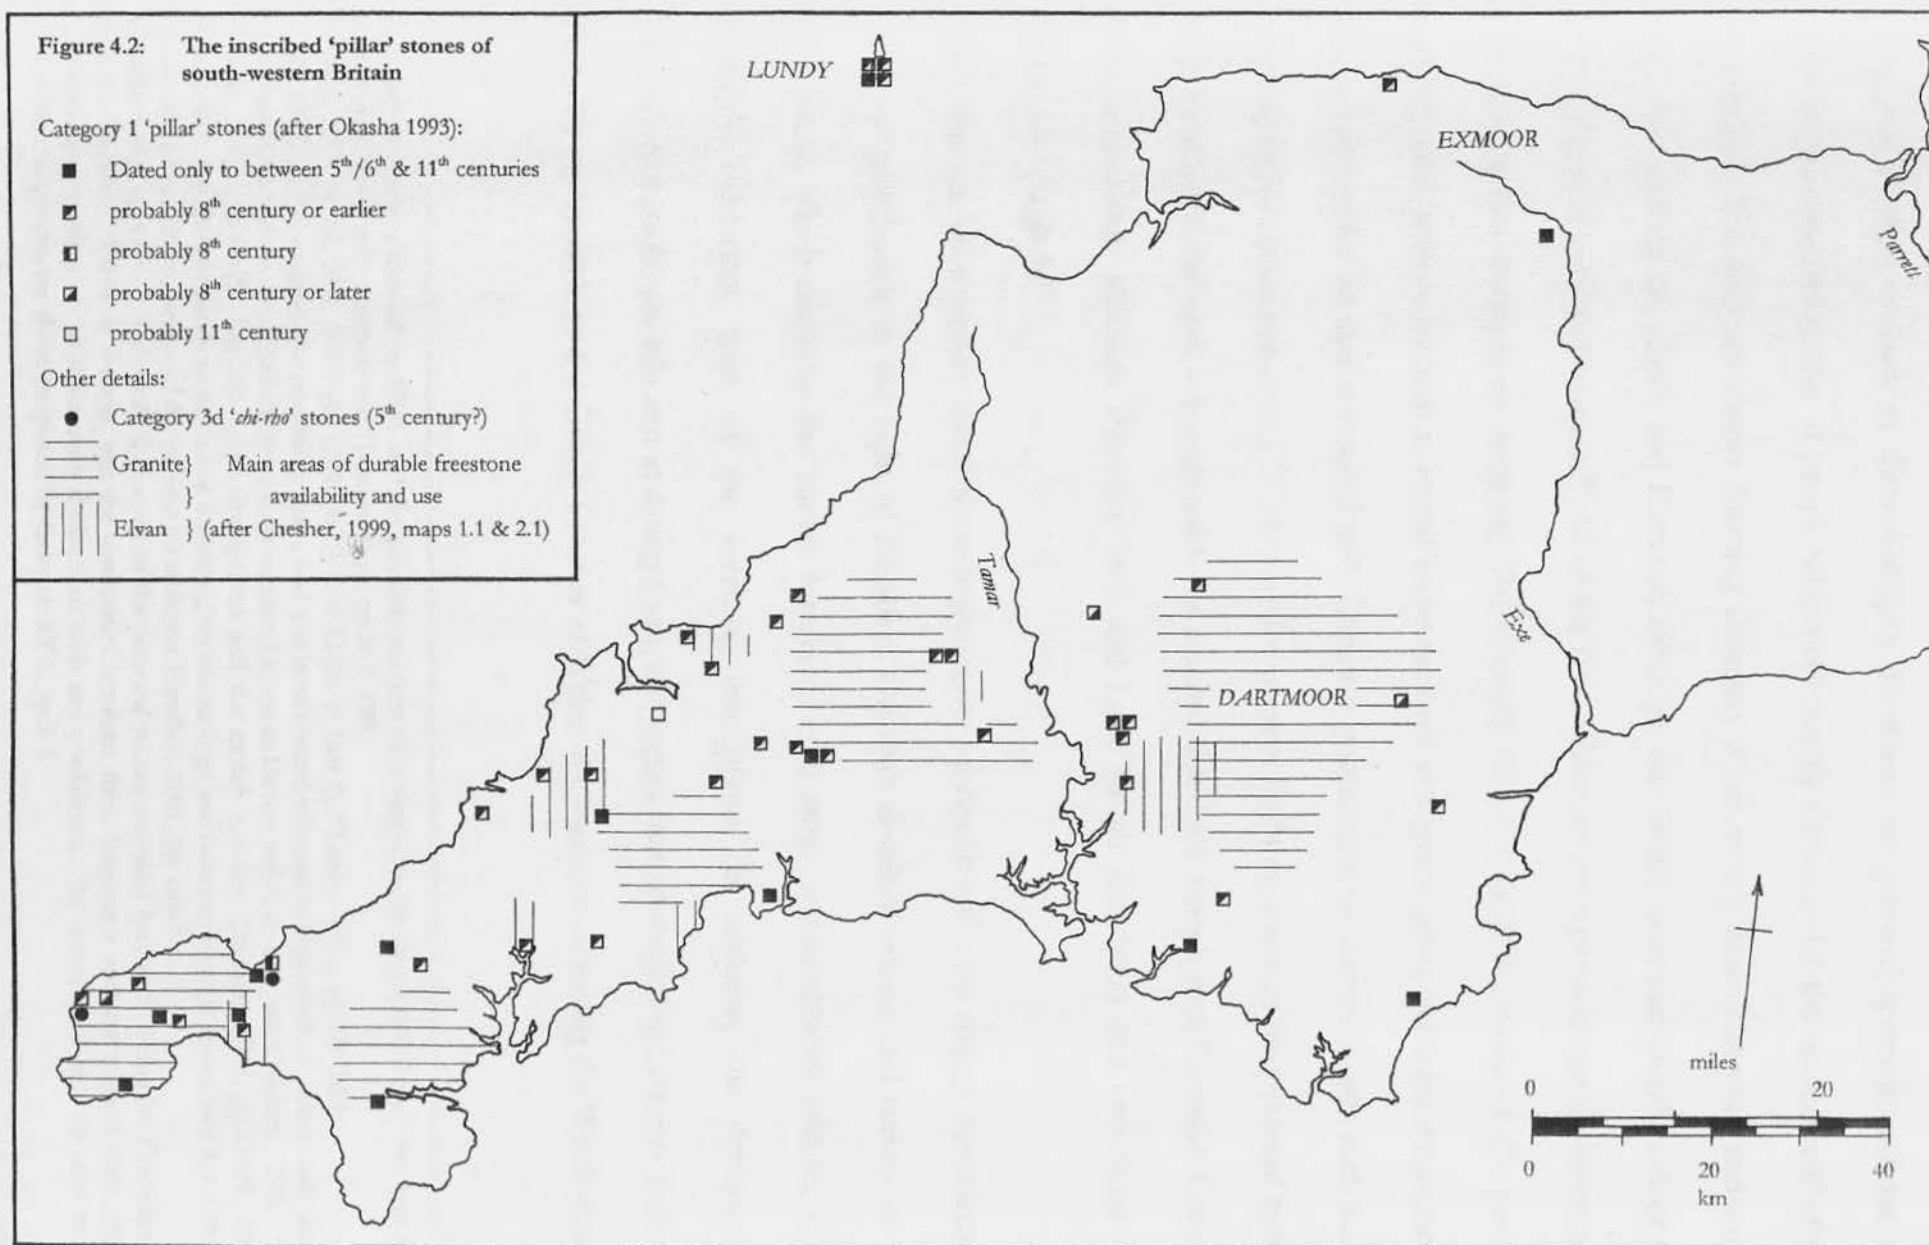 Figure 4.2: The inscribed ‘pillar’ stones of
south-western Britain
Category 1 ‘pillar’ stones (after Okasha 1993):
Dated only to between 5th/6th & 11th centuries
probably 8th century or earlier
probably 8th century
probably 8th century or later
probably 11th century
Other details:
Category 3d ‘chi-rho’ stones (5th century?)
Granite} Main areas of durable freestone
} availability and use
Elvan } (after Chesher, 1999, maps 1.1 & 2.1)
LUNDY
EXMOOR
Parrett
Tamar
Exe
DARTMOOR
miles
0 20
0 20 40
km